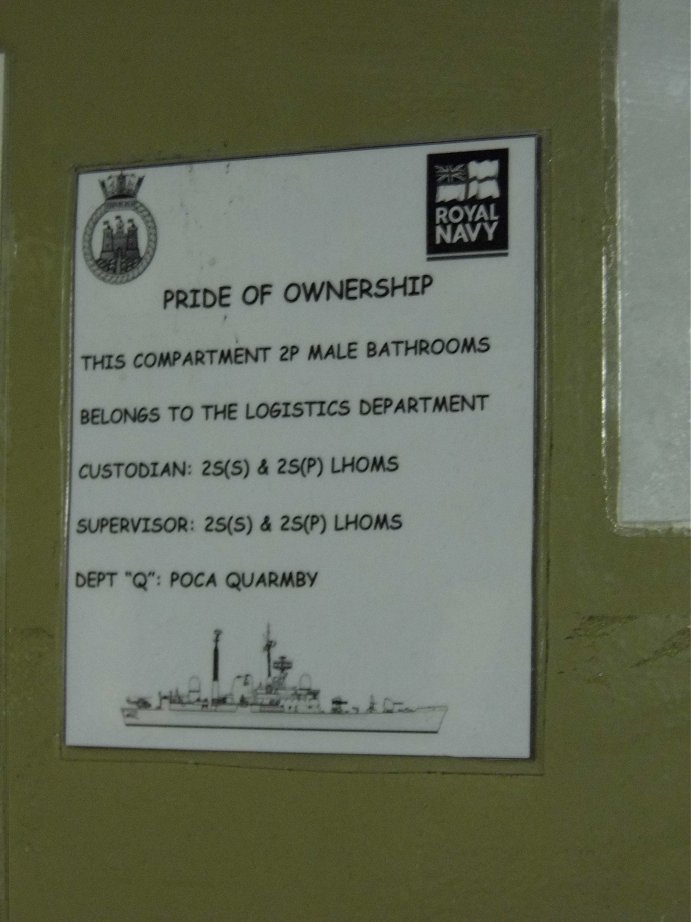 ROYAL
NAVY
PRIDE OF OWNERSHIP
THIS COMPARTMENT 2P MALE BATHROOMS
BELONGS TO THE LOGISTICS DEPARTMENT
CUSTODIAN: 2S(S) & 2S(P) LHOMS
SUPERVISOR: 2S(S) & 2S(P) LHOMS
DEPT "Q": POCA QUARMBY